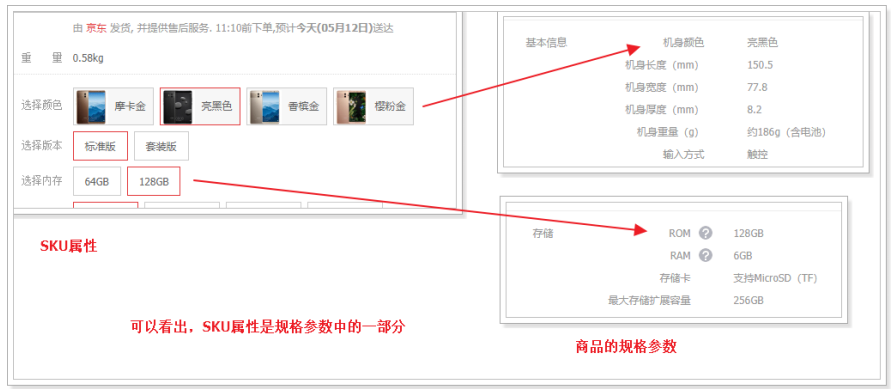 由 京东 发货, 并提供售后服务. 11:10前下单,预计今天(05月12日)送达
重 量 0.58kg
选择颜色 摩卡金 亮黑色 香槟金 樱粉金
选择版本 标准版 套装版
选择内存 64GB 128GB
SKU属性
可以看出，SKU属性是规格参数中的一部分
基本信息 机身颜色 亮黑色
机身长度（mm） 150.5
机身宽度（mm） 77.8
机身厚度（mm） 8.2
机身重量（g） 约186g（含电池）
输入方式 触控
存储 ROM ? 128GB
RAM ? 6GB
存储卡 支持MicroSD（TF）
最大存储扩展容量 256GB
商品的规格参数